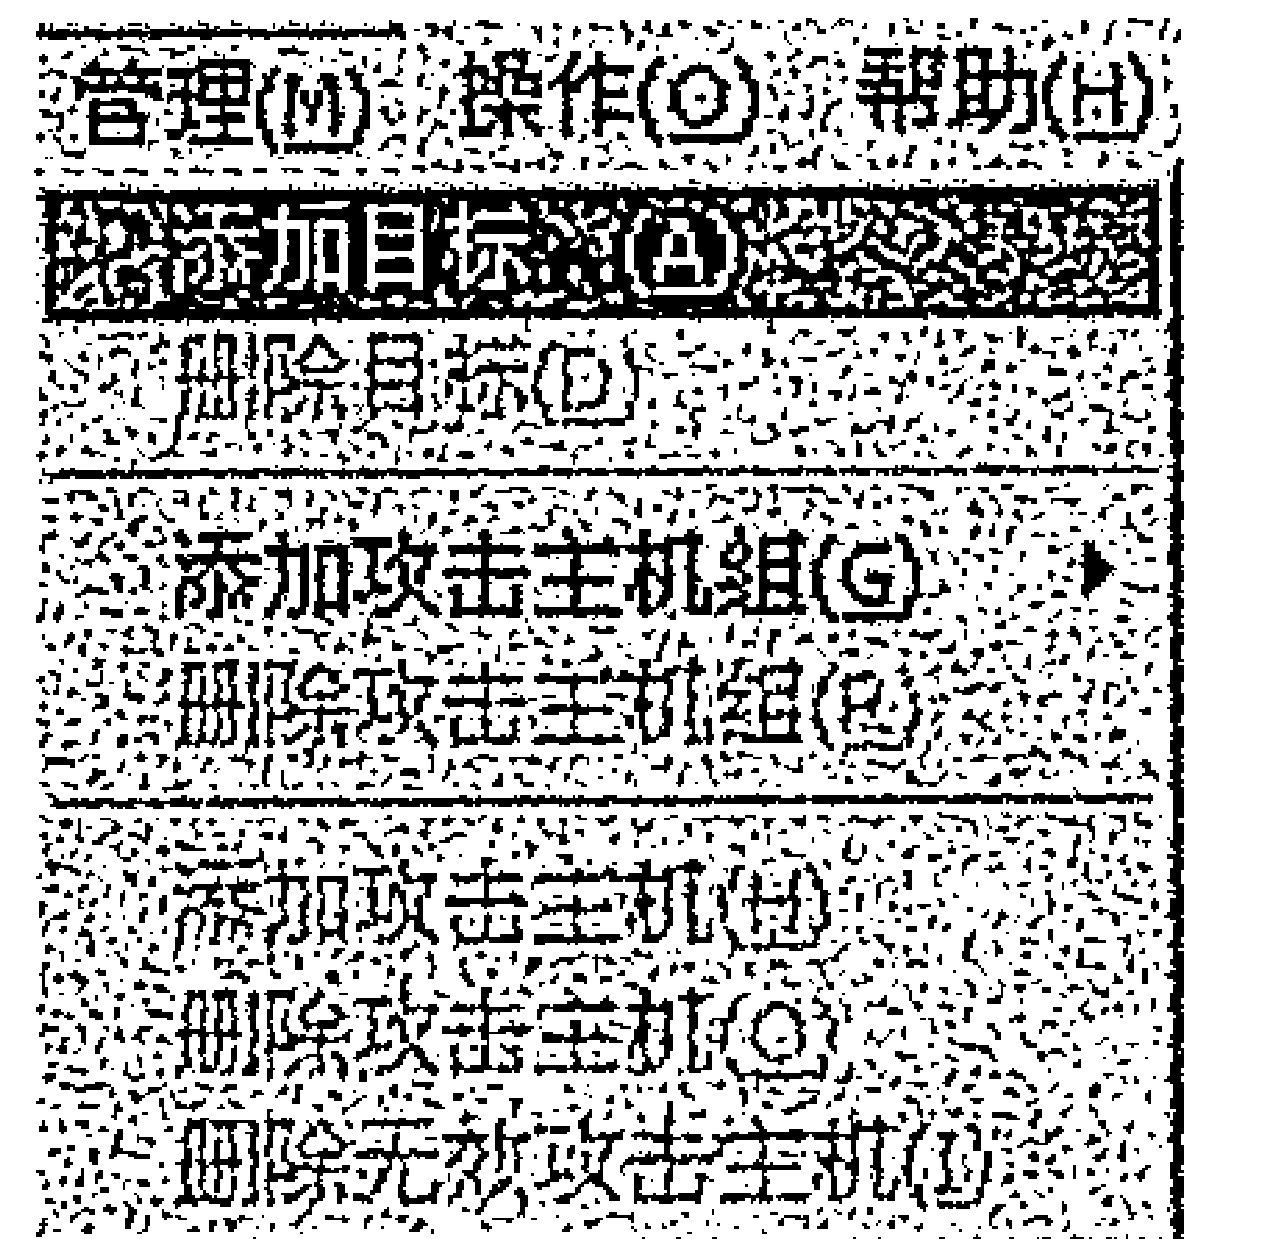 管理(M) 操作(O) 帮助(H)
添加目标 (A)
删除目标(D)
添加攻击主机组(G)
删除攻击主机组(R)
添加攻击主机(H)
删除攻击主机(O)
删除无效攻击主机(I)